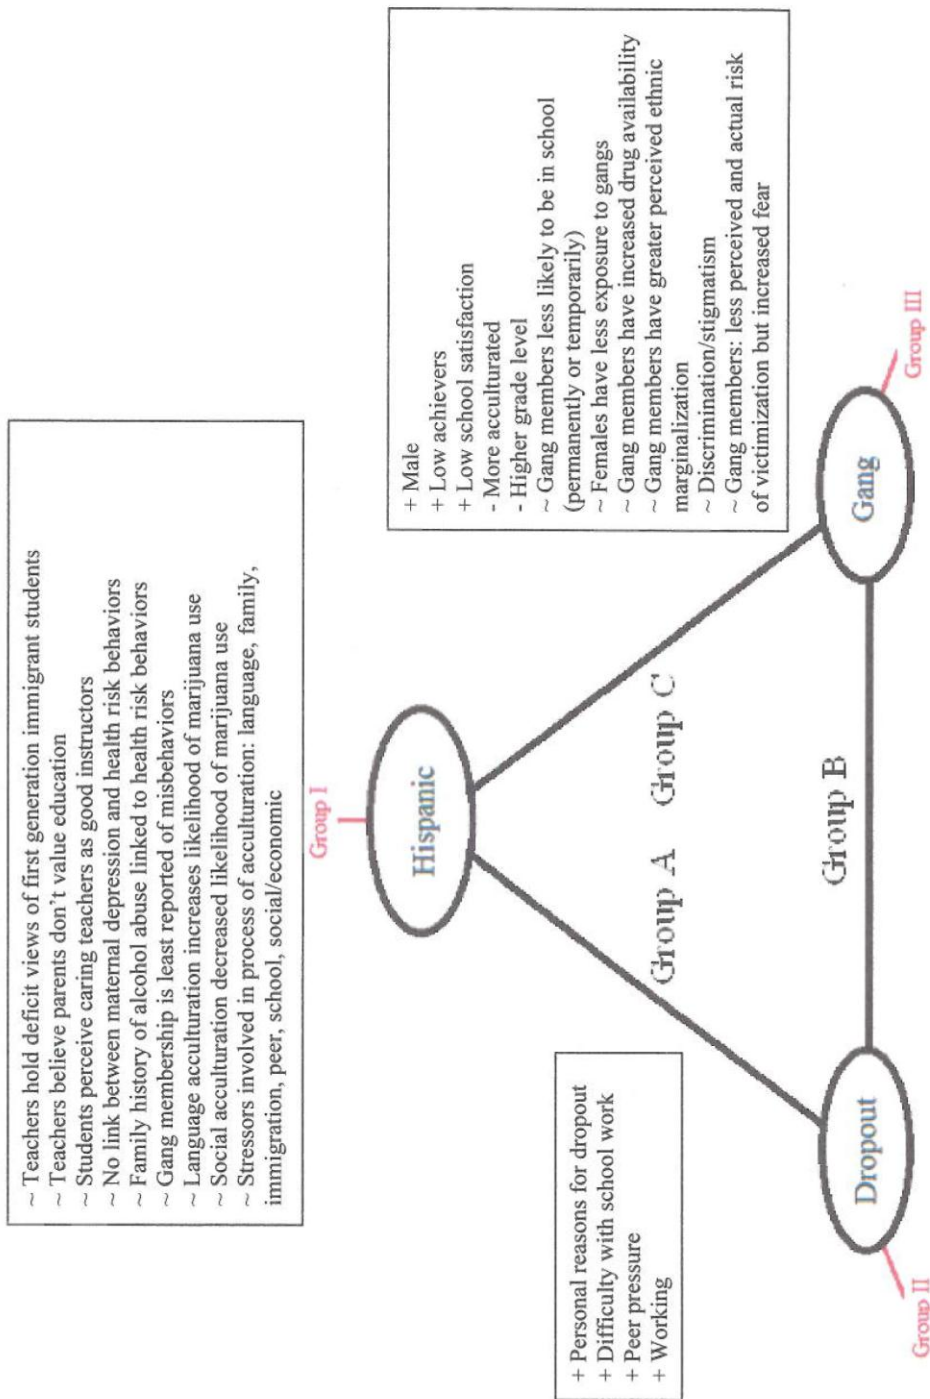 ~ Teachers hold deficit views of first generation immigrant students
~ Teachers believe parents don't value education
~ Students perceive caring teachers as good instructors
~ No link between maternal depression and health risk behaviors
~ Family history of alcohol abuse linked to health risk behaviors
~ Gang membership is least reported of misbehaviors
~ Language acculturation increases likelihood of marijuana use
~ Social acculturation decreased likelihood of marijuana use
~ Stressors involved in process of acculturation: language, family,
immigration, peer, school, social/economic
Group I
Hispanic
+ Personal reasons for dropout
+ Difficulty with school work
+ Peer pressure
+ Working
+ Male
+ Low achievers
+ Low school satisfaction
- More acculturated
- Higher grade level
~ Gang members less likely to be in school
(permanently or temporarily)
~ Females have less exposure to gangs
~ Gang members have increased drug availability
~ Gang members have greater perceived ethnic
marginalization
~ Discrimination/stigmatism
~ Gang members: less perceived and actual risk
of victimization but increased fear
Group A
Group C
Group B
Dropout
Gang
Group II
Group III